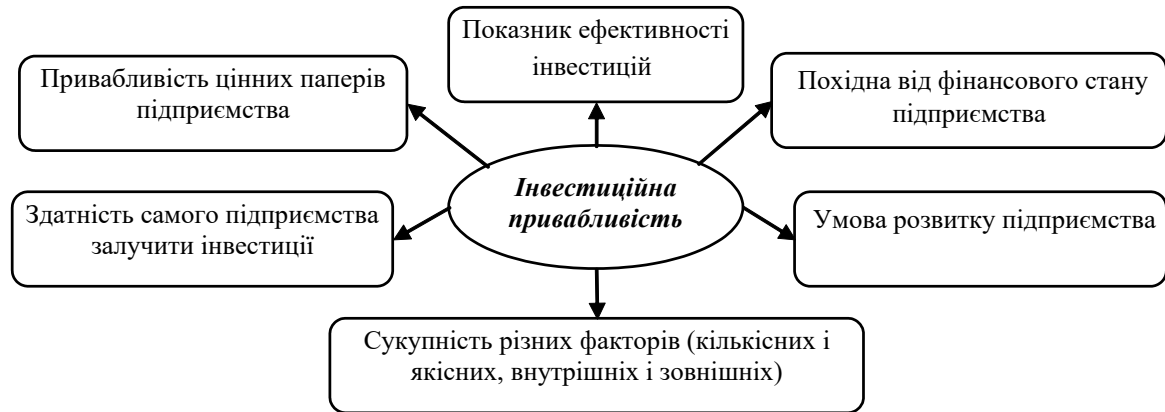 Показник ефективності
інвестицій
Привабливість цінних паперів
підприємства
Похідна від фінансового стану
підприємства
Інвестиційна
привабливість
Здатність самого підприємства
залучити інвестиції
Умова розвитку підприємства
Сукупність різних факторів (кількісних і
якісних, внутрішніх і зовнішніх)